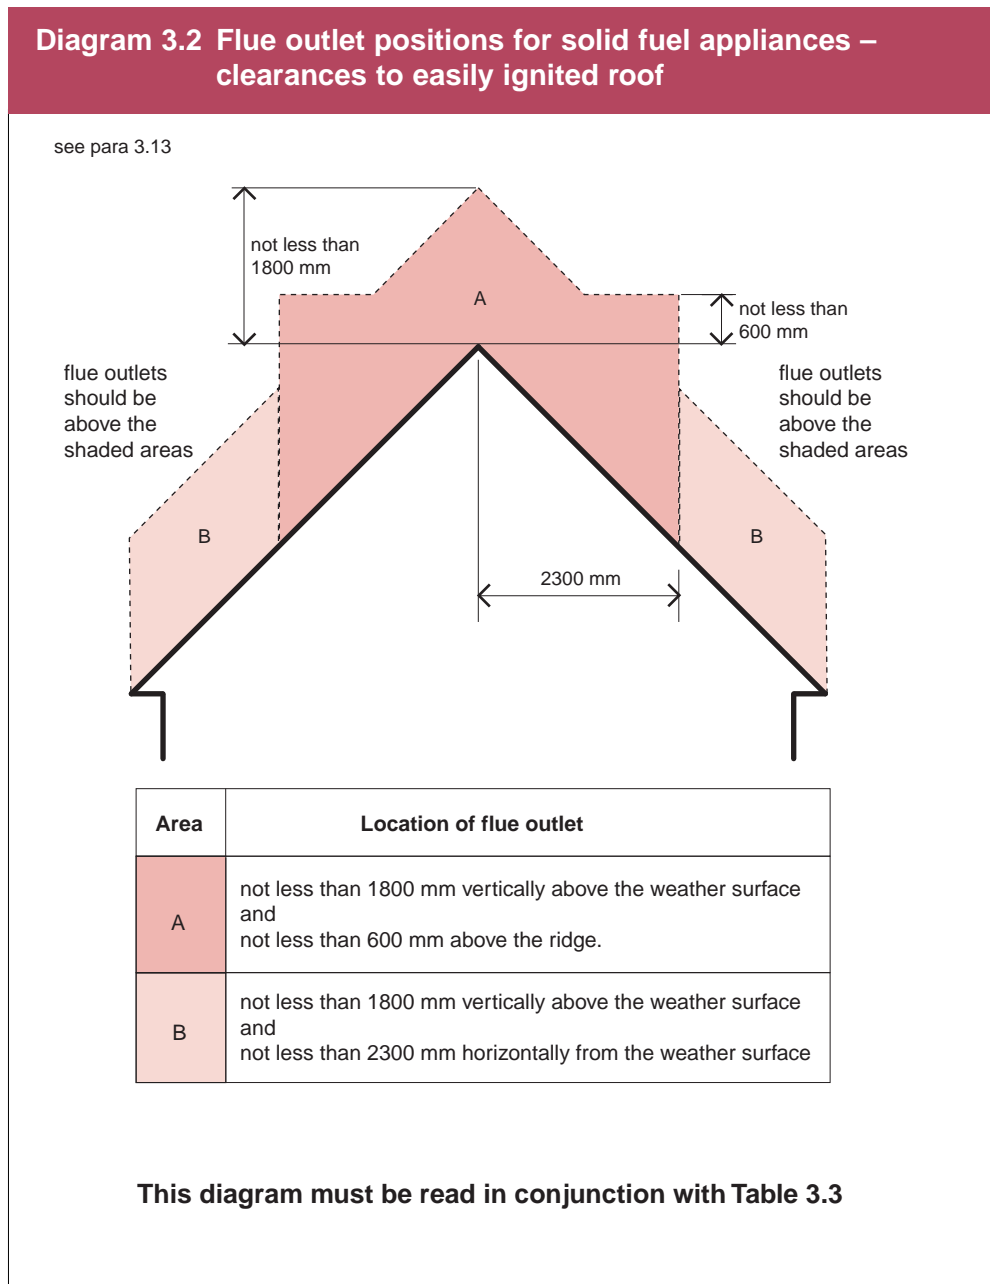 Diagram 3.2 Flue outlet positions for solid fuel appliances –
clearances to easily ignited roof
see para 3.13
not less than
1800 mm
A
not less than
600 mm
flue outlets
should be
above the
shaded areas
flue outlets
should be
above the
shaded areas
B
B
2300 mm
Area
Location of flue outlet
A
not less than 1800 mm vertically above the weather surface
and
not less than 600 mm above the ridge.
B
not less than 1800 mm vertically above the weather surface
and
not less than 2300 mm horizontally from the weather surface
This diagram must be read in conjunction with Table 3.3